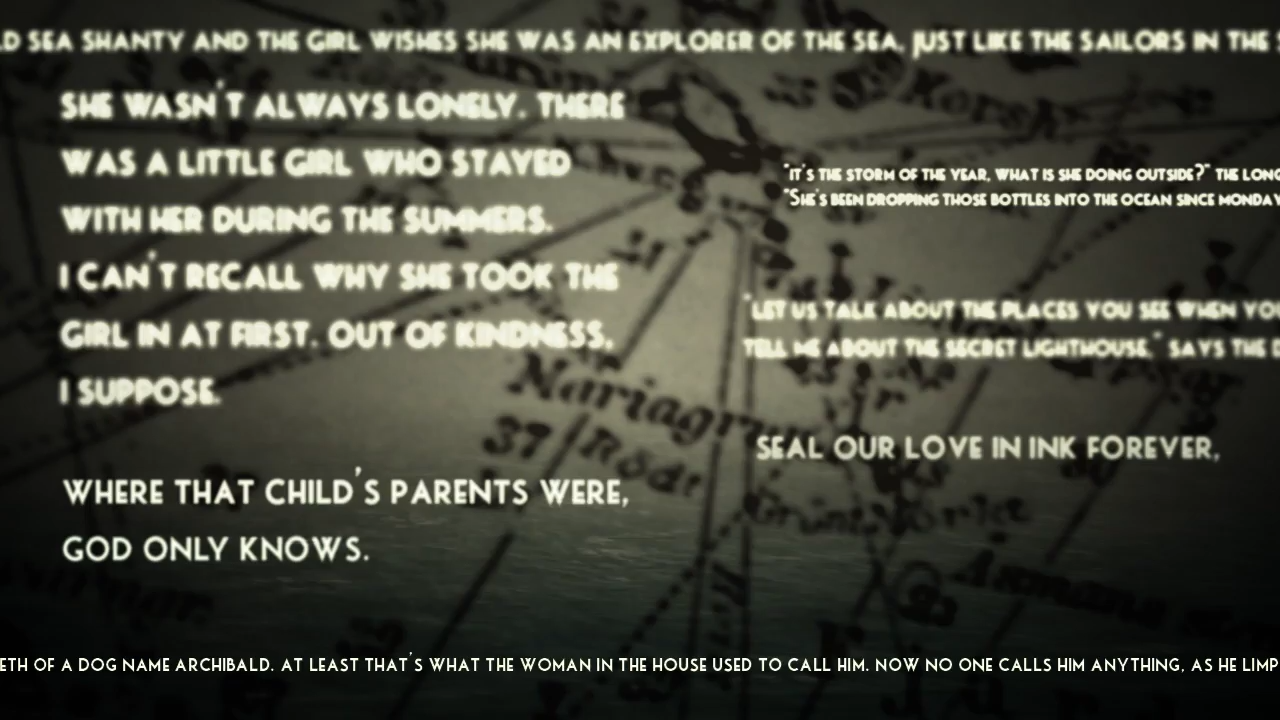 LD SEA SHANTY AND THE GIRL WISHES SHE WAS AN EXPLORER OF THE SEA. JUST LIKE THE SAILORS IN THE
SHE WASN'T ALWAYS LONELY. THERE
WAS A LITTLE GIRL WHO STAYED
WITH HER DURING THE SUMMERS.
I CAN'T RECALL WHY SHE TOOK THE
GIRL IN AT FIRST. OUT OF KINDNESS,
I SUPPOSE.
WHERE THAT CHILD'S PARENTS WERE,
GOD ONLY KNOWS.
"IT'S THE STORM OF THE YEAR, WHAT IS SHE DOING OUTSIDE?" THE LONG
"SHE'S BEEN DROPPING THOSE BOTTLES INTO THE OCEAN SINCE MONDAY
"LET US TALK ABOUT THE PLACES YOU SEE WHEN YOU
TELL ME ABOUT THE SECRET LIGHTHOUSE." SAYS THE
SEAL OUR LOVE IN INK FOREVER,
Nariagrun
37
Röde
ETH OF A DOG NAME ARCHIBALD. AT LEAST THAT'S WHAT THE WOMAN IN THE HOUSE USED TO CALL HIM. NOW NO ONE CALLS HIM ANYTHING, AS HE LIMP